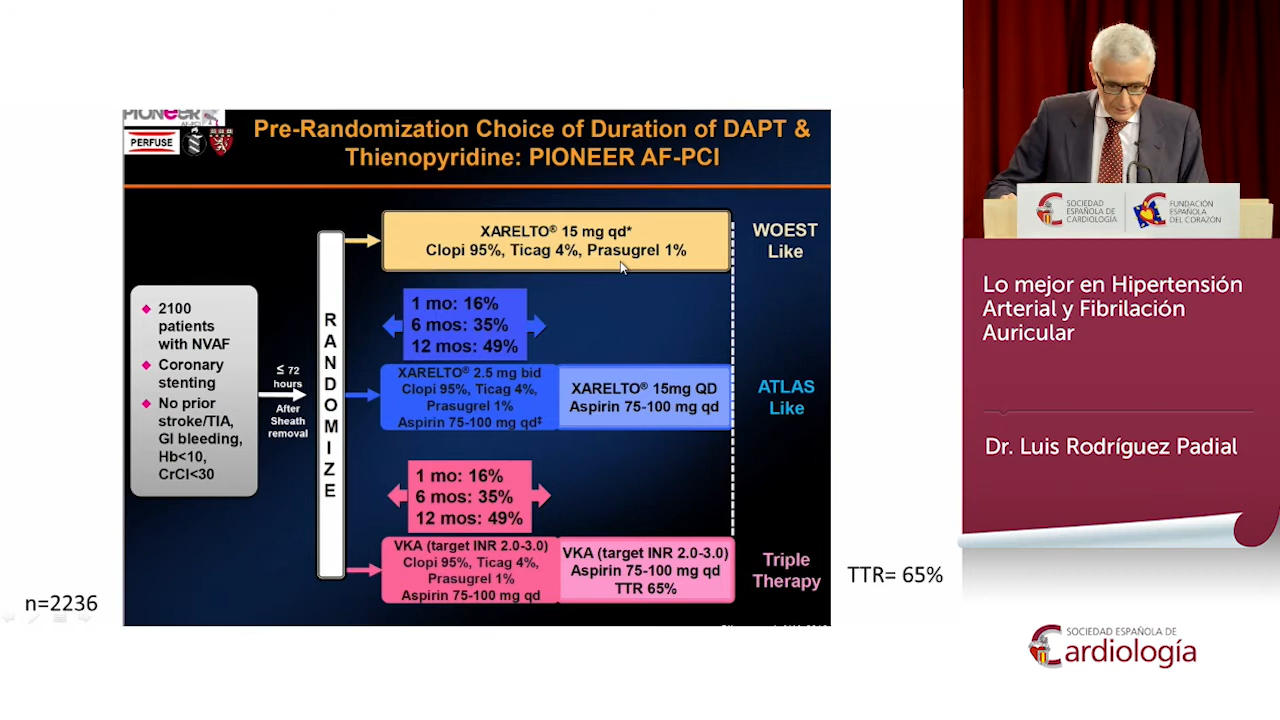 PIONEER
AF-PCI
PERFUSE
Pre-Randomization Choice of Duration of DAPT &
Thienopyridine: PIONEER AF-PCI
2100
patients
with NVAF
Coronary
stenting
No prior
stroke/TIA,
GI bleeding,
Hb<10,
CrCl<30
≤ 72
hours
After
Sheath
removal
RANDOMIZE
XARELTO® 15 mg qd*
Clopi 95%, Ticag 4%, Prasugrel 1%
WOEST
Like
1 mo: 16%
6 mos: 35%
12 mos: 49%
XARELTO® 2.5 mg bid
Clopi 95%, Ticag 4%,
Prasugrel 1%
Aspirin 75-100 mg qd‡
XARELTO® 15mg QD
Aspirin 75-100 mg qd
ATLAS
Like
1 mo: 16%
6 mos: 35%
12 mos: 49%
VKA (target INR 2.0-3.0)
Clopi 95%, Ticag 4%,
Prasugrel 1%
Aspirin 75-100 mg qd
VKA (target INR 2.0-3.0)
Aspirin 75-100 mg qd
TTR 65%
Triple
Therapy
n=2236
TTR= 65%
SOCIEDAD
ESPAÑOLA DE
CARDIOLOGÍA
FUNDACIÓN
ESPAÑOLA
DEL CORAZÓN
Lo mejor en Hipertensión
Arterial y Fibrilación
Auricular
Dr. Luis Rodríguez Padial
SOCIEDAD ESPAÑOLA DE
Cardiología